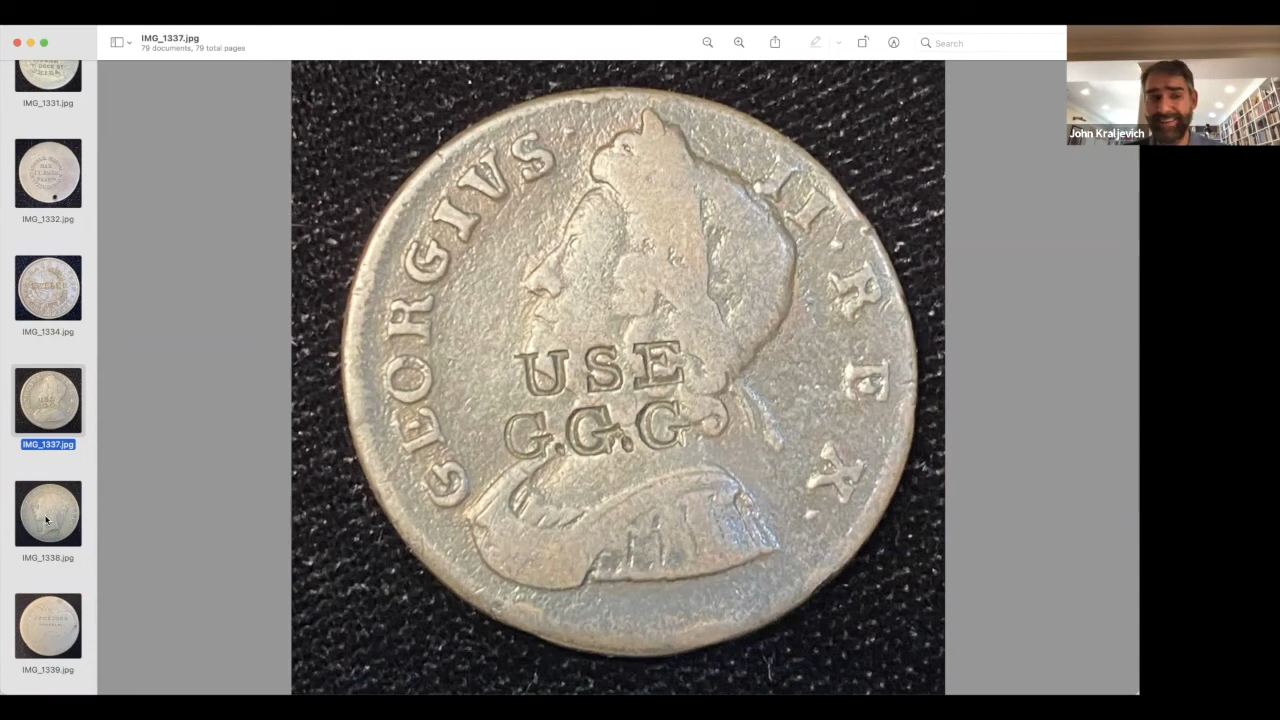 IMG_1337.jpg
79 documents, 79 total pages
Search
John Kraljevich
IMG_1331.jpg
IMG_1332.jpg
IMG_1334.jpg
IMG_1337.jpg
IMG_1338.jpg
IMG_1339.jpg
GEORGIVS · II · REX ·
USE
G.G.G